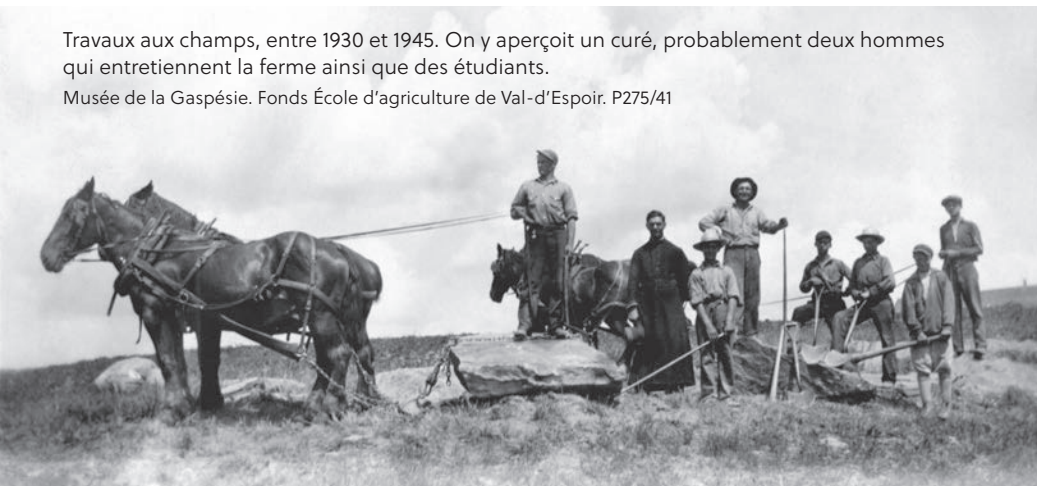 Travaux aux champs, entre 1930 et 1945. On y aperçoit un curé, probablement deux hommes
qui entretiennent la ferme ainsi que des étudiants.
Musée de la Gaspésie. Fonds École d’agriculture de Val-d’Espoir. P275/41